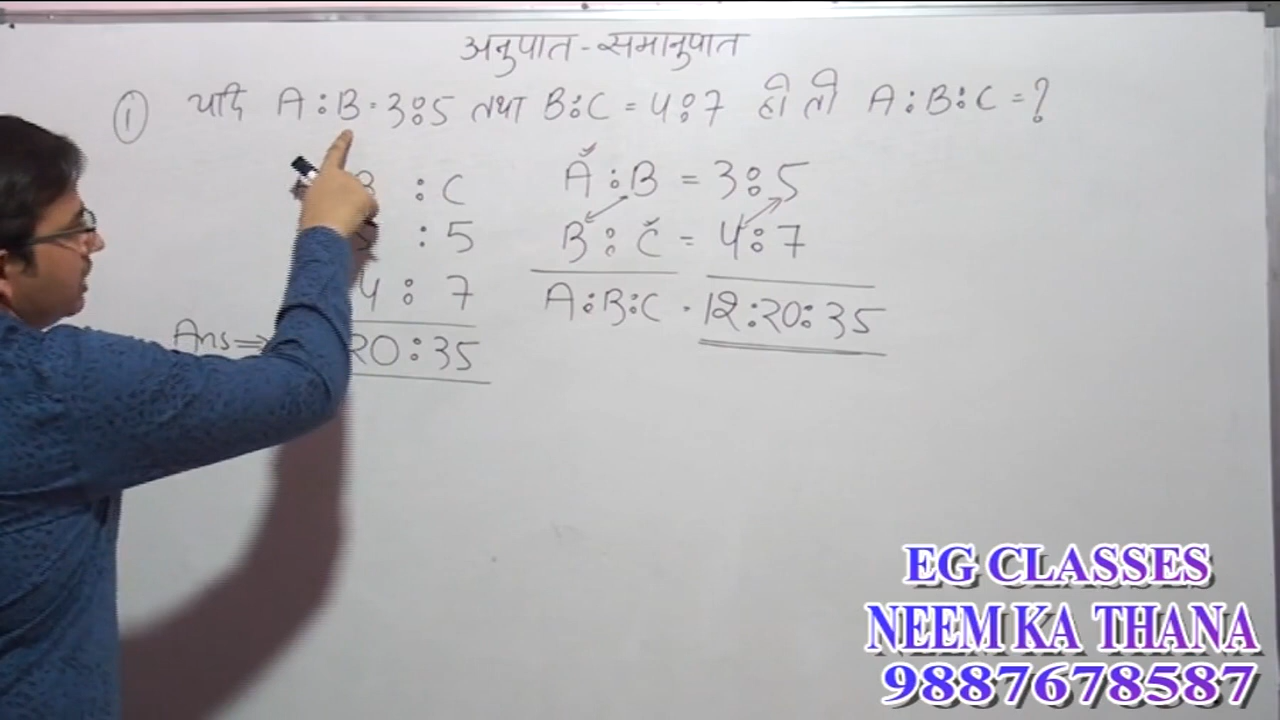 अनुपात - समानुपात
① यदि A : B = 3 : 5 तथा B : C = 4 : 7 हो तो A : B : C = ?
B : C
: 5
4 : 7
Ans ⇒ 20 : 35
A : B = 3 : 5
B : C = 4 : 7
A : B : C = 12 : 20 : 35
EG CLASSES
NEEM KA THANA
9887678587